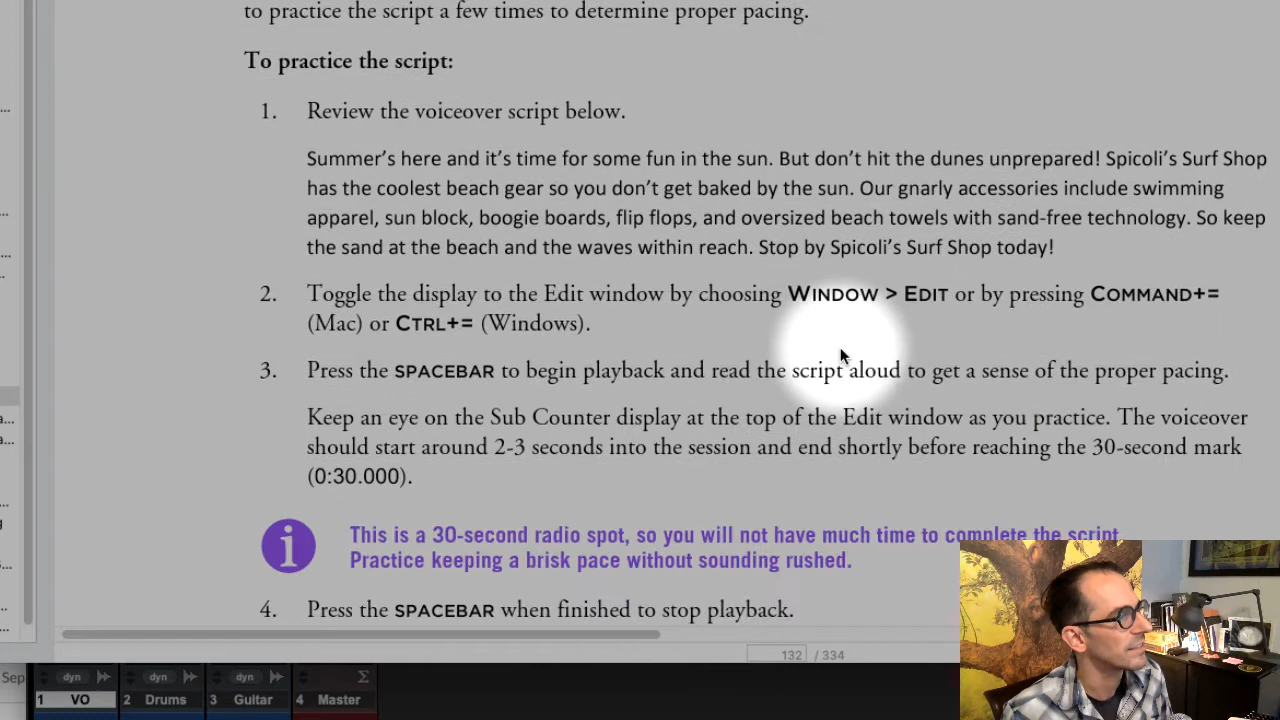 to practice the script a few times to determine proper pacing.
To practice the script:
1. Review the voiceover script below.
Summer's here and it's time for some fun in the sun. But don't hit the dunes unprepared! Spicoli's Surf Shop
has the coolest beach gear so you don't get baked by the sun. Our gnarly accessories include swimming
apparel, sun block, boogie boards, flip flops, and oversized beach towels with sand-free technology. So keep
the sand at the beach and the waves within reach. Stop by Spicoli's Surf Shop today!
2. Toggle the display to the Edit window by choosing WINDOW > EDIT or by pressing COMMAND+=
(Mac) or CTRL+= (Windows).
3. Press the SPACEBAR to begin playback and read the script aloud to get a sense of the proper pacing.
Keep an eye on the Sub Counter display at the top of the Edit window as you practice. The voiceover
should start around 2-3 seconds into the session and end shortly before reaching the 30-second mark
(0:30.000).
i
This is a 30-second radio spot, so you will not have much time to complete the script
Practice keeping a brisk pace without sounding rushed.
4. Press the SPACEBAR when finished to stop playback.
132 / 334
Sep
dyn dyn dyn Σ
1 VO 2 Drums 3 Guitar 4 Master